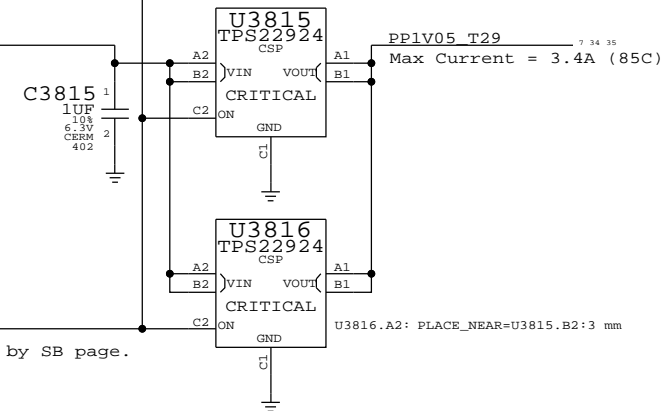 U3815
TPS22924
CSP
A2
B2
VIN
VOUT
A1
B1
CRITICAL
C2
ON
GND
C1
PP1V05_T29
7 34 35
Max Current = 3.4A (85C)
C3815
1
1UF
10%
6.3V
CERM
402
2
U3816
TPS22924
CSP
A2
B2
VIN
VOUT
A1
B1
CRITICAL
C2
ON
GND
C1
U3816.A2: PLACE_NEAR=U3815.B2:3 mm
by SB page.